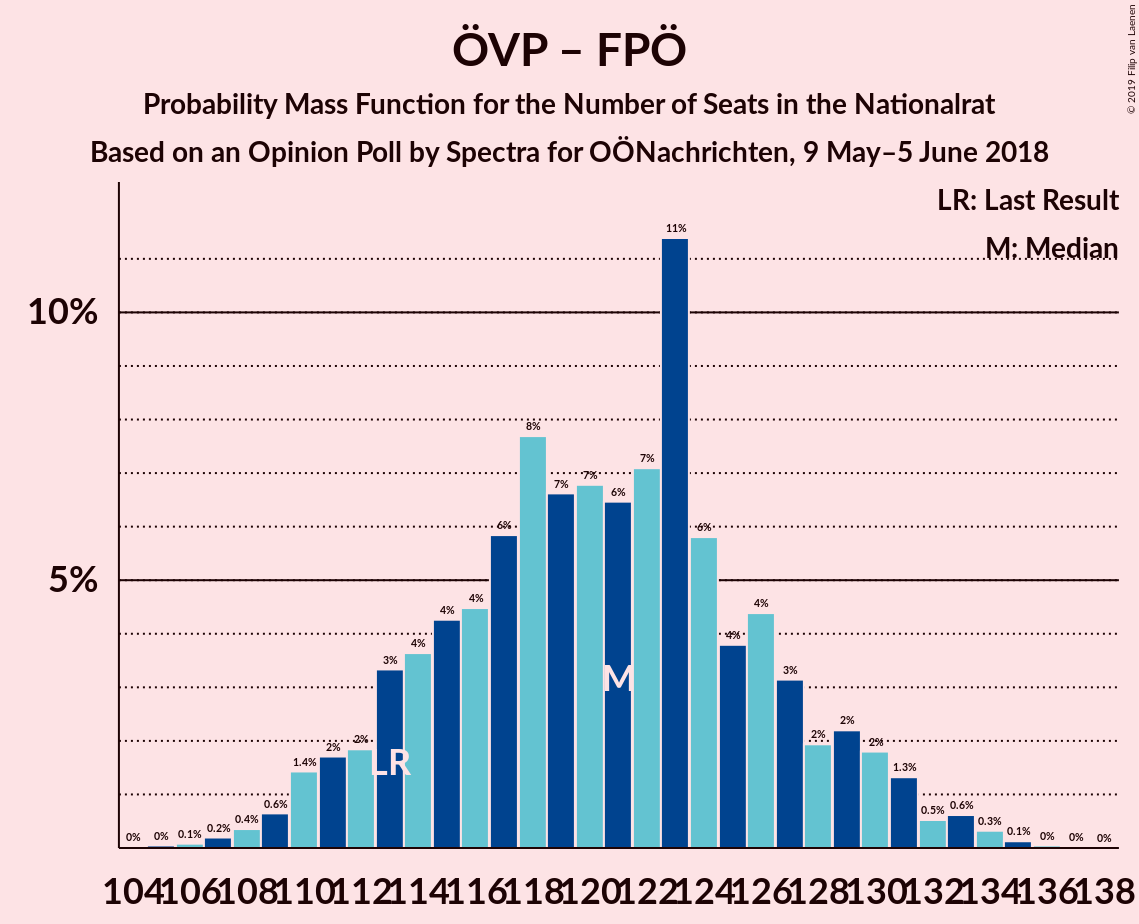 ÖVP – FPÖ
Probability Mass Function for the Number of Seats in the Nationalrat
Based on an Opinion Poll by Spectra for OÖNachrichten, 9 May–5 June 2018
© 2019 Filip van Laenen
LR: Last Result
M: Median
10%
5%
0% 0% 0.1% 0.2% 0.4% 0.6% 1.4% 2% 2% 3% 4% 4% 4% 6% 8% 7% 7% 6% 7% 11% 6% 4% 4% 3% 2% 2% 2% 1.3% 0.5% 0.6% 0.3% 0.1% 0% 0% 0%
LR
M
104 106 108 110 112 114 116 118 120 122 124 126 128 130 132 134 136 138